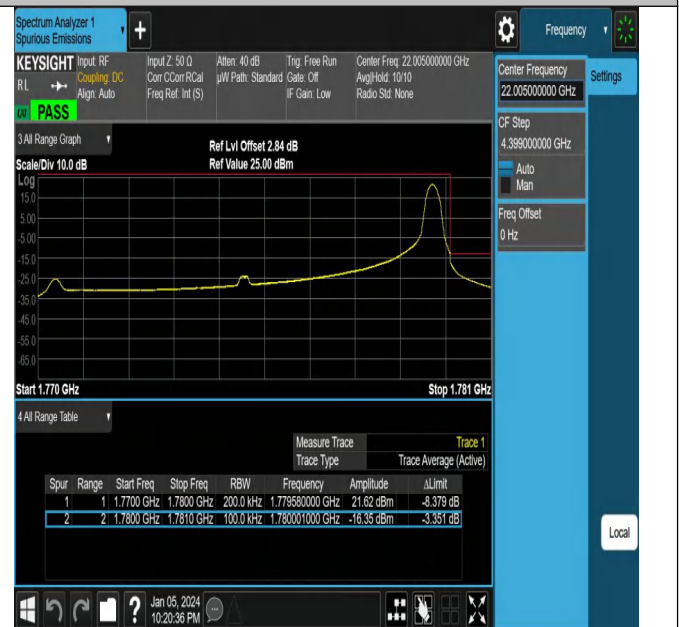 Spectrum Analyzer 1
Spurious Emissions
Frequency
KEYSIGHT Input: RF Input Z: 50 Ω Atten: 40 dB Trig: Free Run Center Freq: 22.005000000 GHz
RL Coupling: DC Corr CCorr RCal µW Path: Standard Gate: Off Avg|Hold: 10/10
Align: Auto Freq Ref: Int (S) IF Gain: Low Radio Std: None
PASS
Center Frequency
22.005000000 GHz
Settings
CF Step
4.399000000 GHz
Auto
Man
Freq Offset
0 Hz
3 All Range Graph
Ref Lvl Offset 2.84 dB
Scale/Div 10.0 dB Ref Value 25.00 dBm
Log
15.0
5.00
-5.00
-15.0
-25.0
-35.0
-45.0
-55.0
-65.0
Start 1.770 GHz Stop 1.781 GHz
4 All Range Table
Measure Trace Trace 1
Trace Type Trace Average (Active)
Spur Range Start Freq Stop Freq RBW Frequency Amplitude ΔLimit
1 1 1.7700 GHz 1.7800 GHz 200.0 kHz 1.779580000 GHz 21.62 dBm -8.379 dB
2 2 1.7800 GHz 1.7810 GHz 100.0 kHz 1.780001000 GHz -16.35 dBm -3.351 dB
Local
? Jan 05, 2024
10:20:36 PM